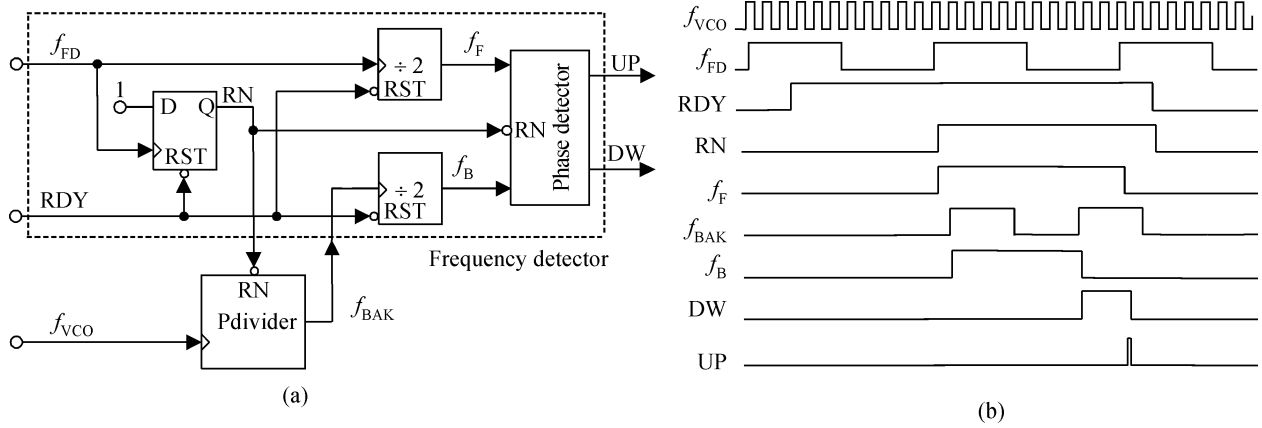 f_FD
1
D Q
RN
RST
RDY
÷ 2
RST
f_F
÷ 2
RST
f_B
RN
Phase detector
UP
DW
Frequency detector
RN
Pdivider
f_VCO
f_BAK
(a)
f_VCO
f_FD
RDY
RN
f_F
f_BAK
f_B
DW
UP
(b)